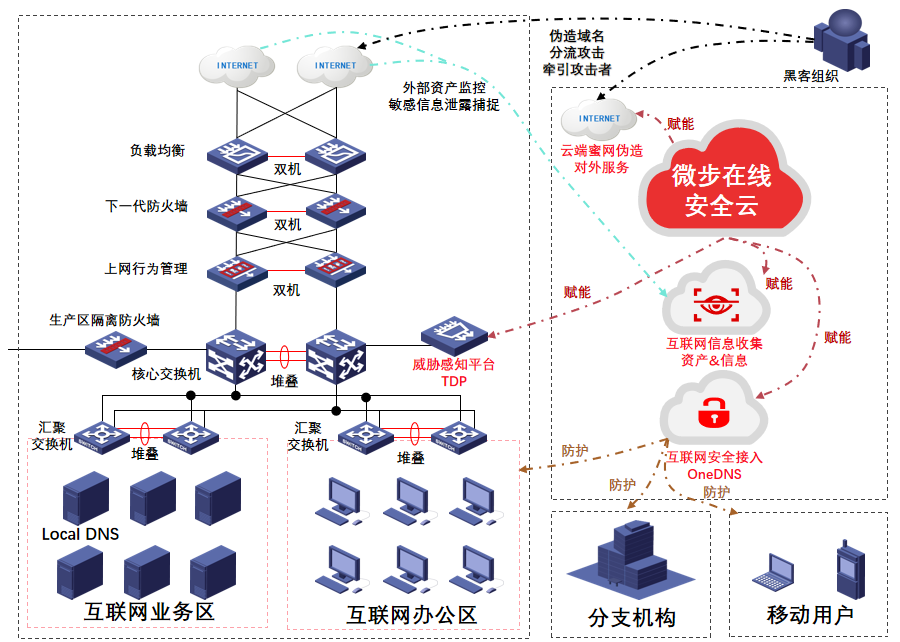 INTERNET
INTERNET
伪造域名
分流攻击
牵引攻击者
黑客组织
外部资产监控
敏感信息泄露捕捉
INTERNET
赋能
云端蜜网伪造
对外服务
微步在线
安全云
负载均衡
双机
下一代防火墙
双机
上网行为管理
双机
赋能
赋能
赋能
生产区隔离防火墙
核心交换机
堆叠
威胁感知平台
TDP
互联网信息收集
资产&信息
汇聚
交换机
SWITCH
SWITCH
堆叠
汇聚
交换机
SWITCH
SWITCH
堆叠
防护
互联网安全接入
OneDNS
防护
防护
Local DNS
互联网业务区
互联网办公区
分支机构
移动用户